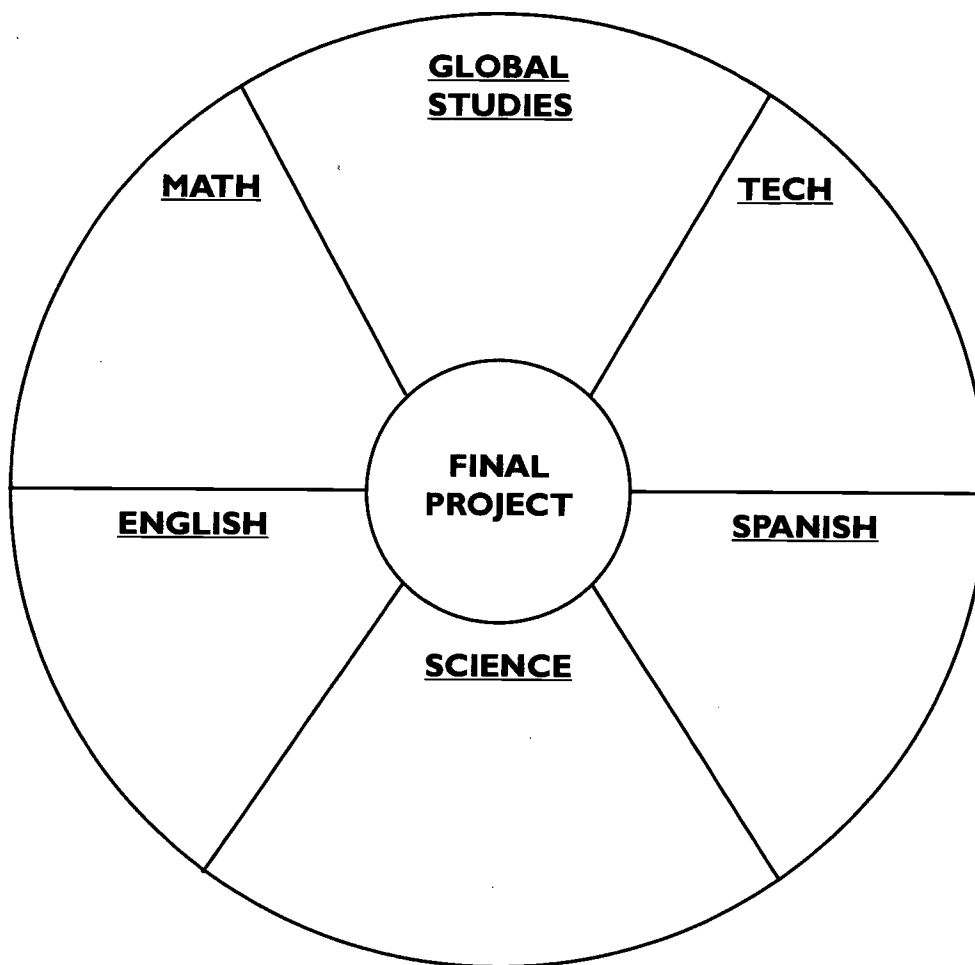 GLOBAL
STUDIES
MATH
TECH
FINAL
PROJECT
ENGLISH
SPANISH
SCIENCE